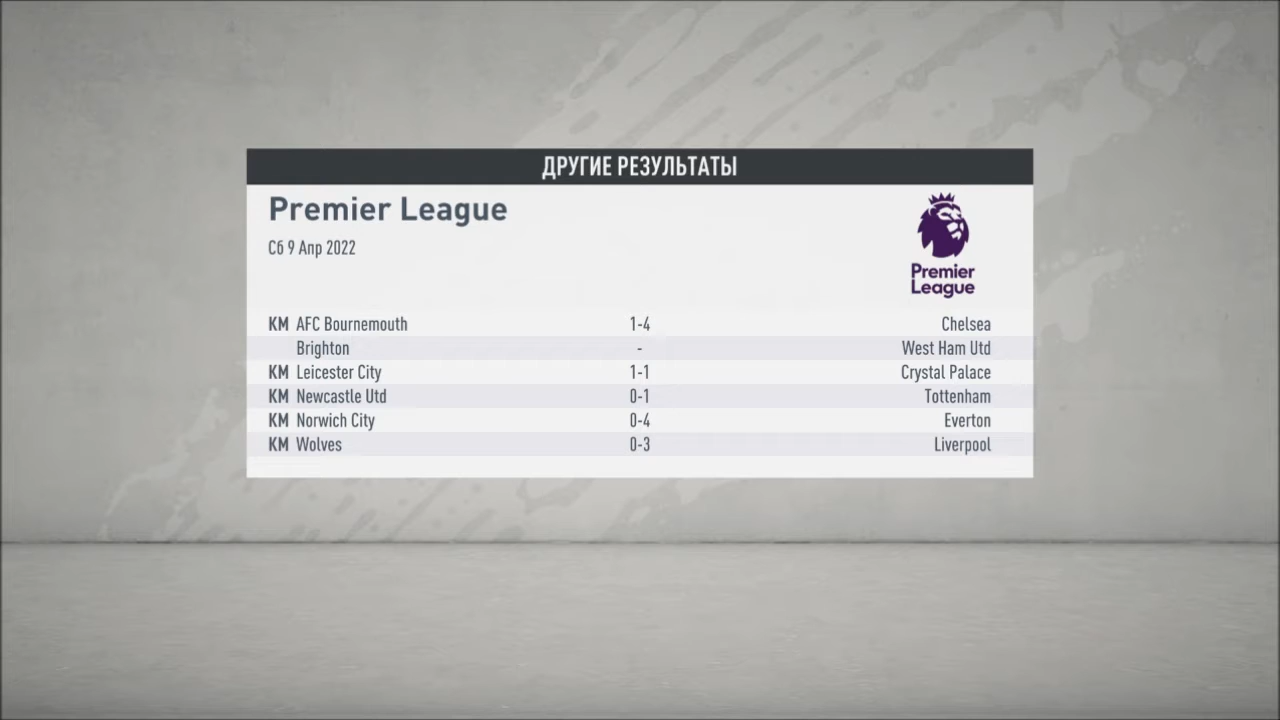 ДРУГИЕ РЕЗУЛЬТАТЫ
Premier League
Сб 9 Апр 2022
Premier
League
КМ AFC Bournemouth 1-4 Chelsea
Brighton - West Ham Utd
КМ Leicester City 1-1 Crystal Palace
КМ Newcastle Utd 0-1 Tottenham
КМ Norwich City 0-4 Everton
КМ Wolves 0-3 Liverpool